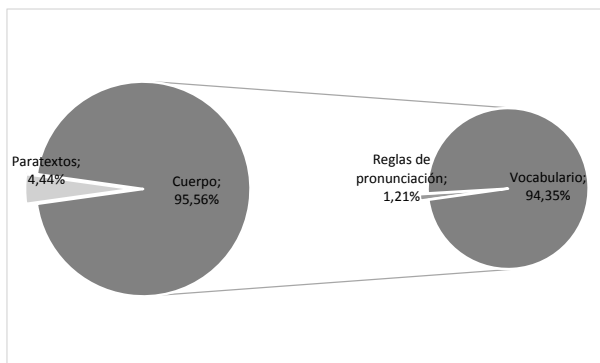 Paratextos;
4,44%
Cuerpo;
95,56%
Reglas de
pronunciación;
1,21%
Vocabulario;
94,35%